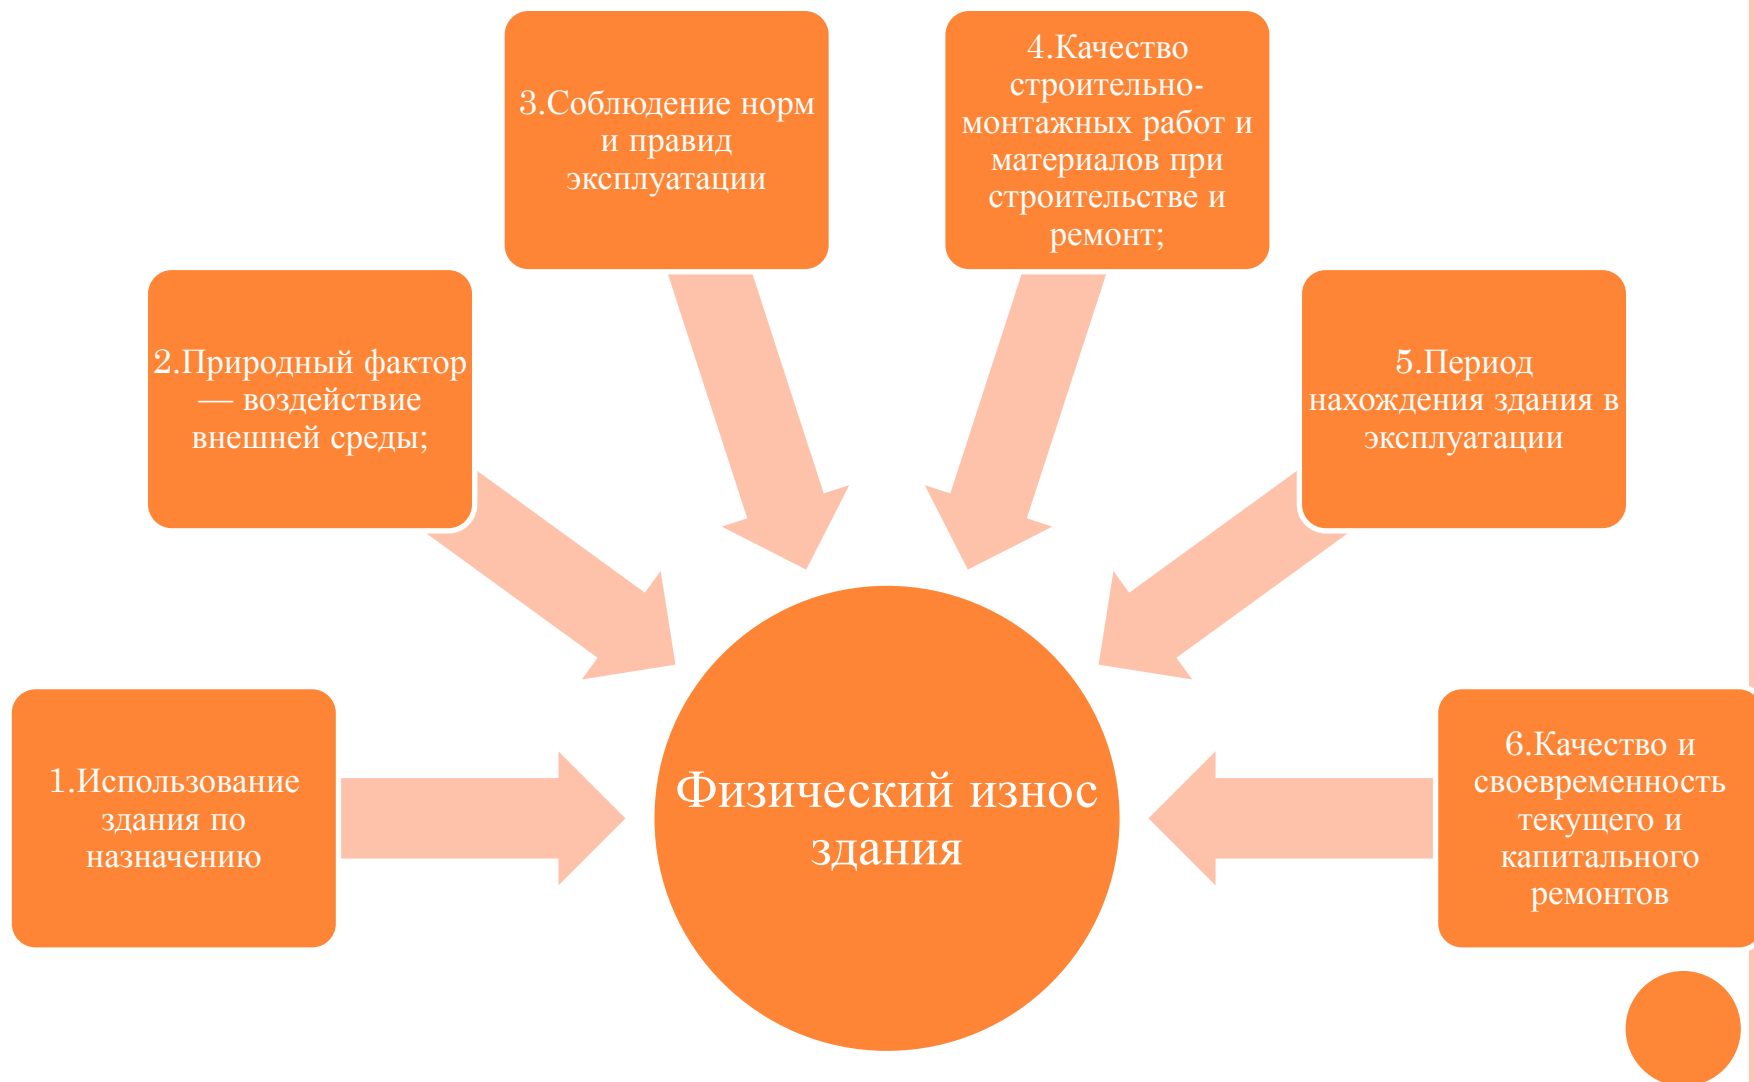 1.Использование
здания по
назначению
2.Природный фактор
— воздействие
внешней среды;
3.Соблюдение норм
и правид
эксплуатации
4.Качество
строительно-
монтажных работ и
материалов при
строительстве и
ремонт;
5.Период
нахождения здания в
эксплуатации
6.Качество и
своевременность
текущего и
капитального
ремонтов
Физический износ
здания